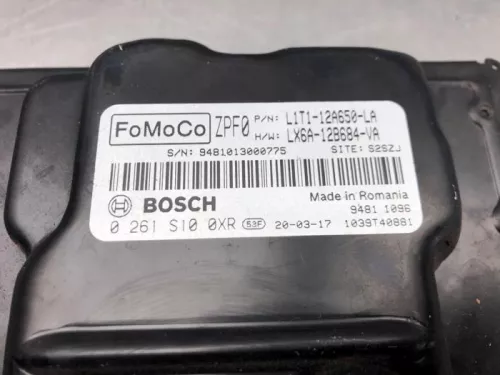 FoMoCo ZPF0 P/N: L1T1-12A650-LA
H/W: LX6A-12B684-VA
S/N: 9481013000775 SITE: S2SZJ
BOSCH Made in Romania
9481 1096
0 261 S10 0XR 53F 20-03-17 1039T40881